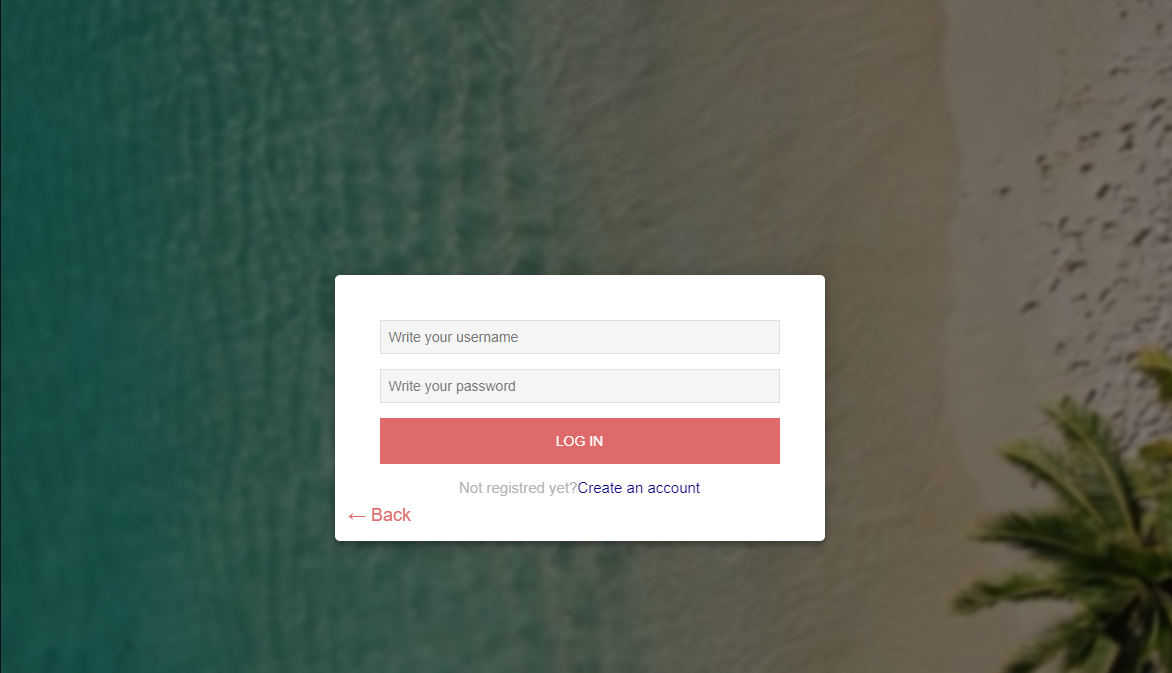 Write your username
Write your password
LOG IN
Not registred yet?Create an account
← Back